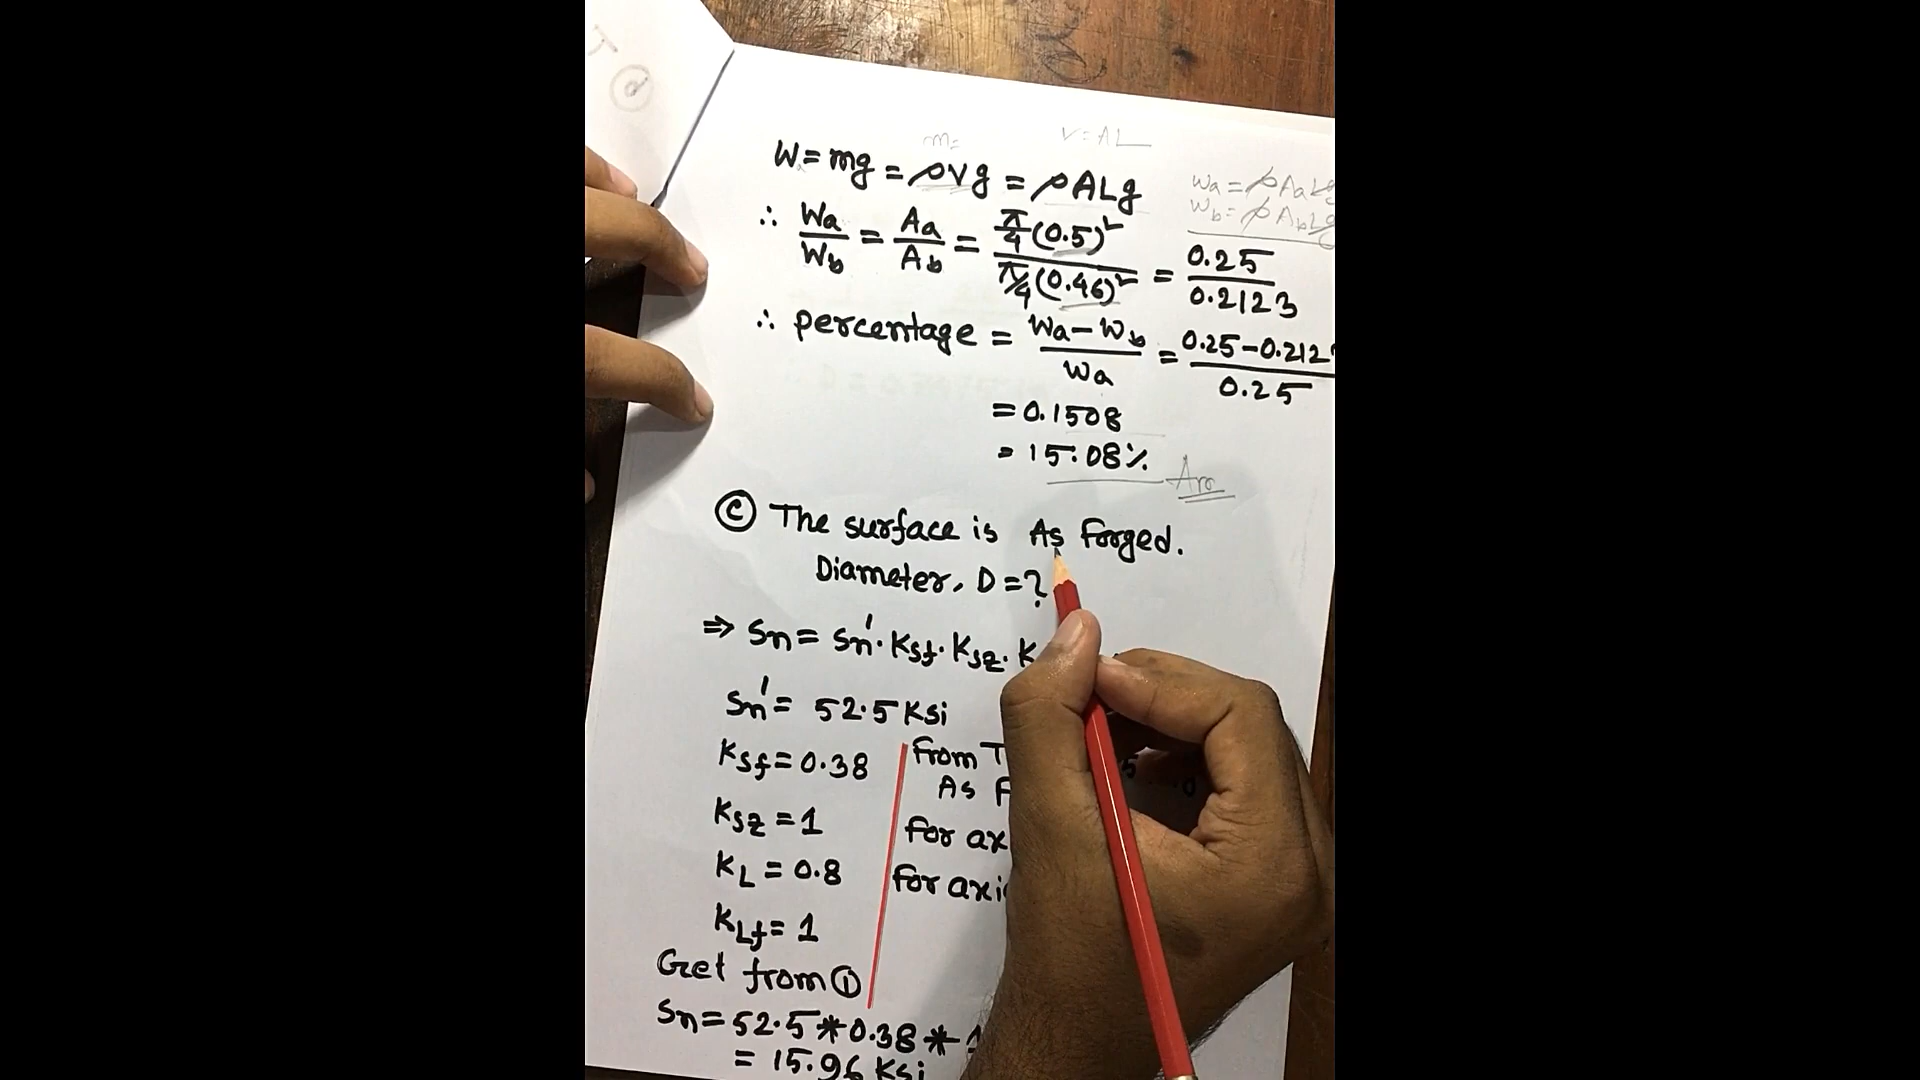 m=
V=AL
W=mg=ρVg=ρALg
Wa=ρAaLg
Wb=ρAbLg
∴ Wa/Wb = Aa/Ab = π/4(0.5)²/π/4(0.46)² = 0.25/0.2123
∴ percentage = Wa-Wb/Wa = 0.25-0.212/0.25
=0.1508
=15.08%
Ans
ⓒ The surface is As Forged.
Diameter, D=?
⇒ Sn=Sn'.Ksf.Ksz.K
Sn'= 52.5 Ksi
Ksf=0.38
From T
As F
Ksz=1
For ax
KL=0.8
For axi
KLf=1
Get from ①
Sn=52.5*0.38*1
= 15.96 Ksi